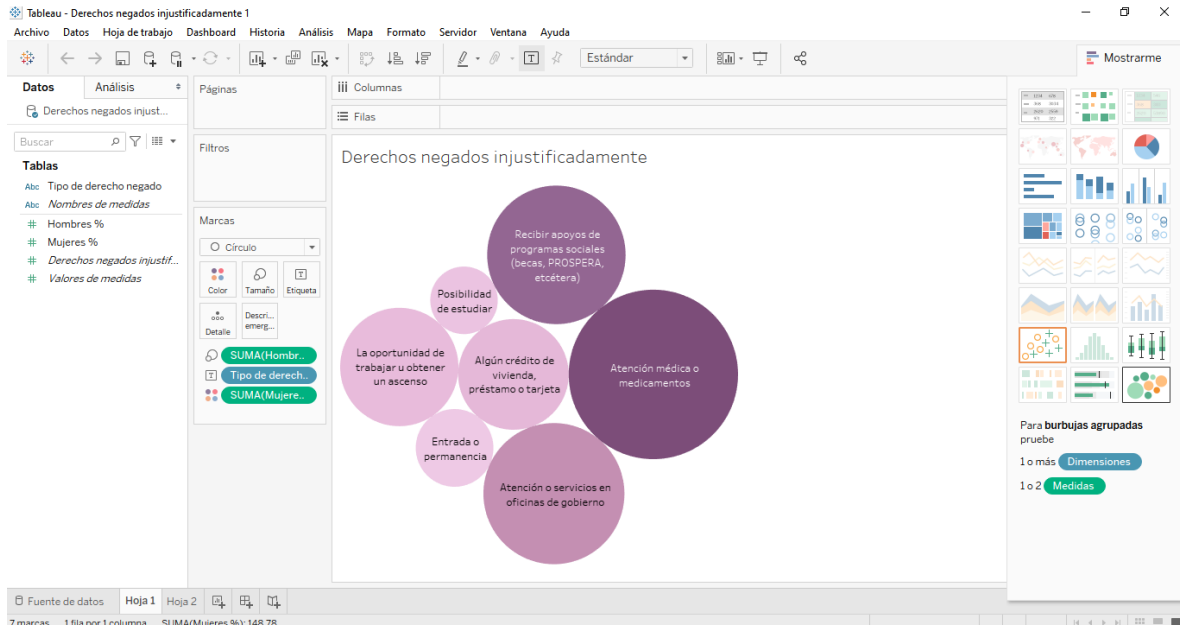 Tableau - Derechos negados injustificadamente 1
Archivo Datos Hoja de trabajo Dashboard Historia Análisis Mapa Formato Servidor Ventana Ayuda
Estándar
Mostrarme
Datos Análisis
Derechos negados injust...
Buscar
Tablas
Abc Tipo de derecho negado
Abc Nombres de medidas
# Hombres %
# Mujeres %
# Derechos negados injustif...
# Valores de medidas
Páginas
Filtros
Marcas
Círculo
Color Tamaño Etiqueta
Detalle
Descri...
emerg...
SUMA(Hombr..
Tipo de derech..
SUMA(Mujere..
Columnas
Filas
Derechos negados injustificadamente
Recibir apoyos de
programas sociales
(becas, PROSPERA,
etcétera)
Posibilidad
de estudiar
La oportunidad de
trabajar u obtener
un ascenso
Algún crédito de
vivienda,
préstamo o tarjeta
Atención médica o
medicamentos
Entrada o
permanencia
Atención o servicios en
oficinas de gobierno
Para burbujas agrupadas
pruebe
1 o más Dimensiones
1 o 2 Medidas
Fuente de datos Hoja 1 Hoja 2
7 marcas 1 fila por 1 columna SUMA(Mujeres %): 148.78